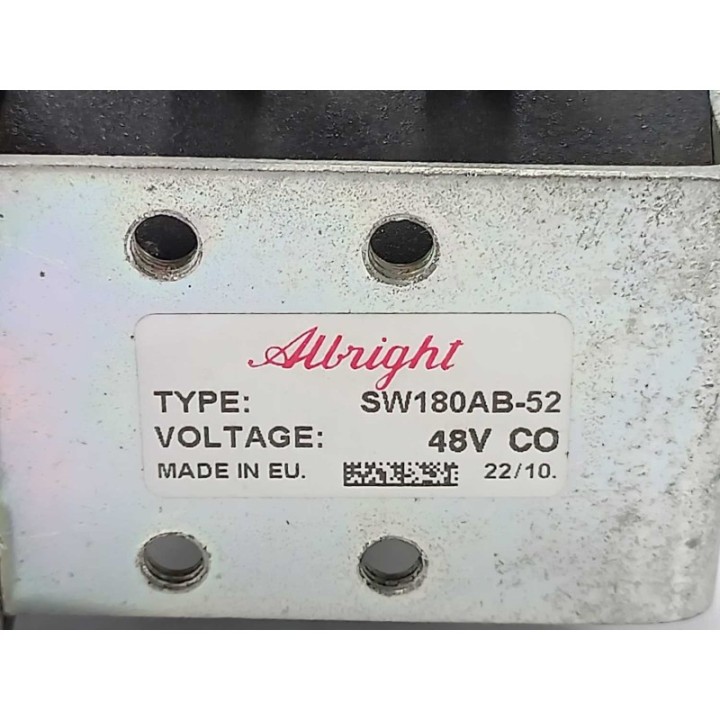 Albright
TYPE: SW180AB-52
VOLTAGE: 48V CO
MADE IN EU. 22/10.